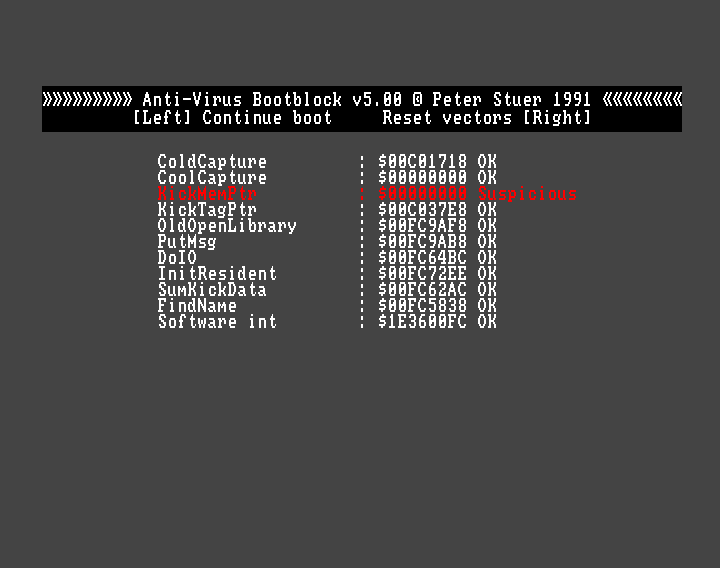 »»»»»»»»» Anti-Virus Bootblock v5.00 © Peter Stuer 1991 ««««««««
[Left] Continue boot     Reset vectors [Right]
ColdCapture : $00C01718 OK
CoolCapture : $00000000 OK
KickMemPtr : $00000000 Suspicious
KickTagPtr : $00C037E8 OK
OldOpenLibrary : $00FC9AF8 OK
PutMsg : $00FC9AB8 OK
DoIO : $00FC64BC OK
InitResident : $00FC72EE OK
SumKickData : $00FC62AC OK
FindName : $00FC5838 OK
Software int : $1E3600FC OK